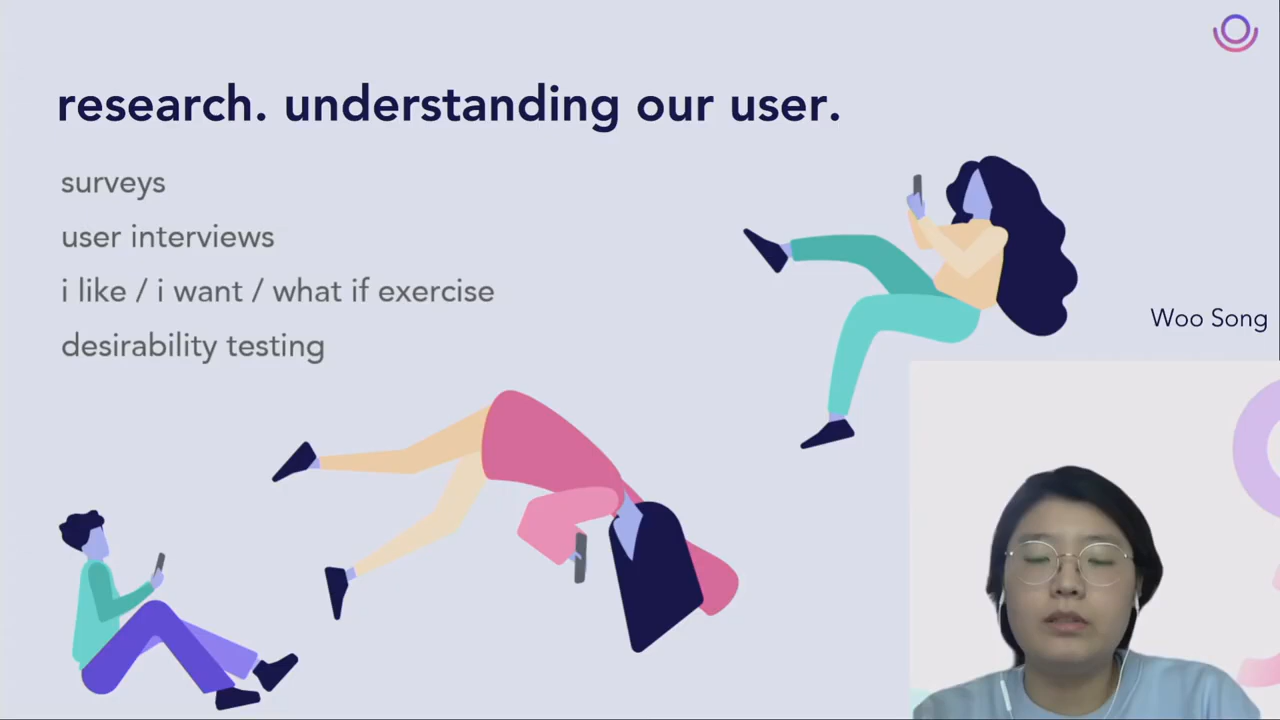 research. understanding our user.
surveys
user interviews
i like / i want / what if exercise
desirability testing
Woo Song